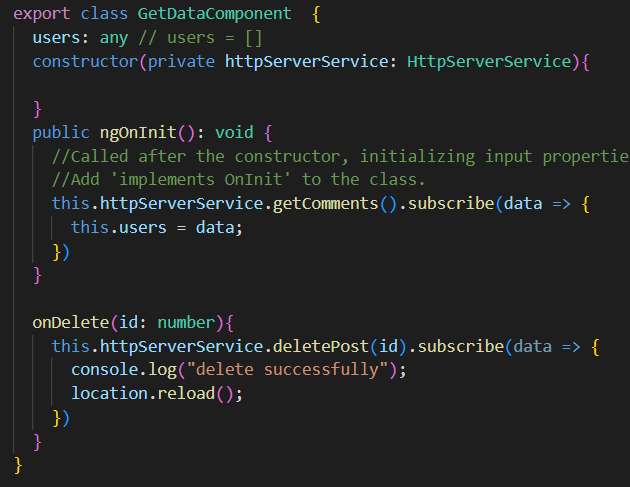 export class GetDataComponent  {
  users: any // users = []
  constructor(private httpServerService: HttpServerService){

  }
  public ngOnInit(): void {
    //Called after the constructor, initializing input propertie
    //Add 'implements OnInit' to the class.
    this.httpServerService.getComments().subscribe(data => {
      this.users = data;
    })
  }

  onDelete(id: number){
    this.httpServerService.deletePost(id).subscribe(data => {
      console.log("delete successfully");
      location.reload();
    })
  }
}